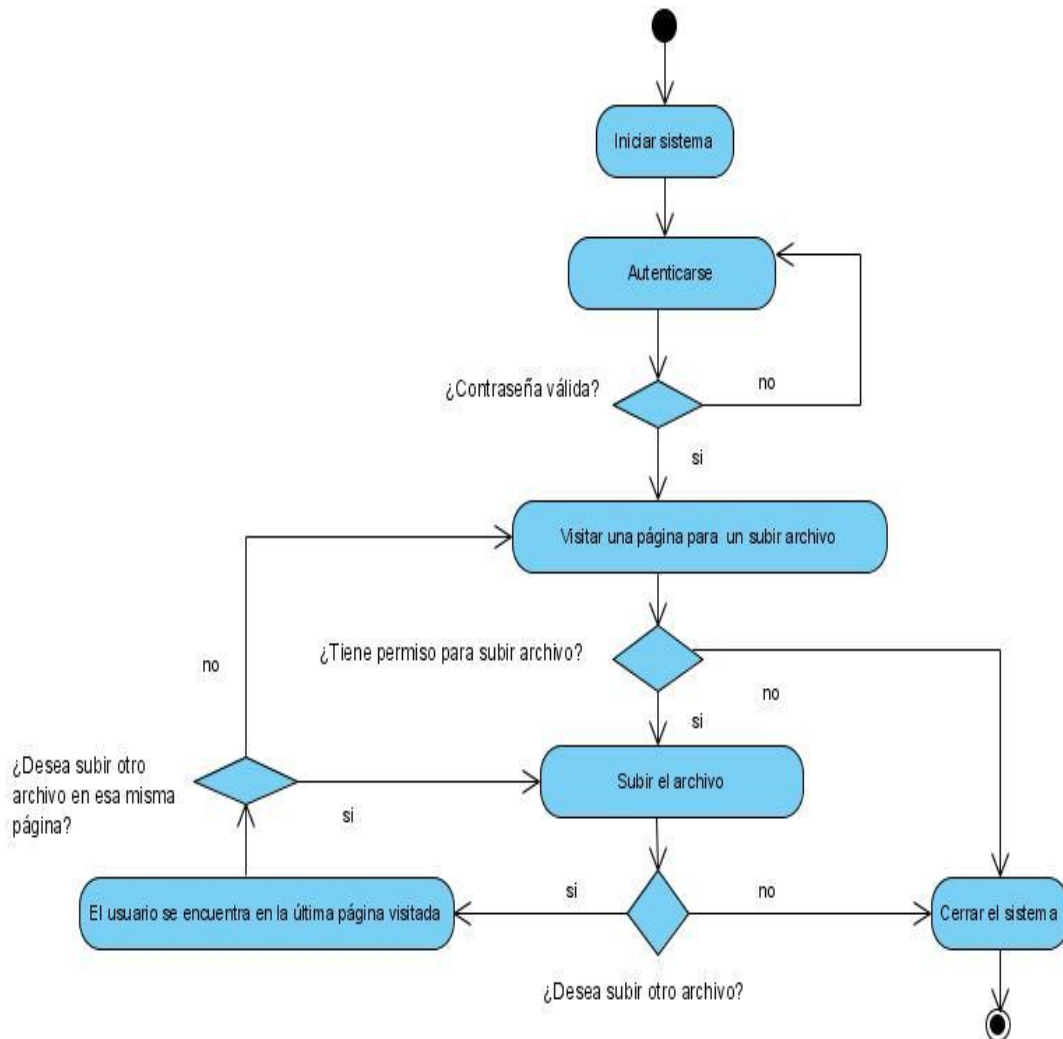 Iniciar sistema
Autenticarse
¿Contraseña válida?
no
si
Visitar una página para un subir archivo
¿Tiene permiso para subir archivo?
no
no
si
¿Desea subir otro
archivo en esa misma
página?
si
Subir el archivo
El usuario se encuentra en la última página visitada
si
no
Cerrar el sistema
¿Desea subir otro archivo?